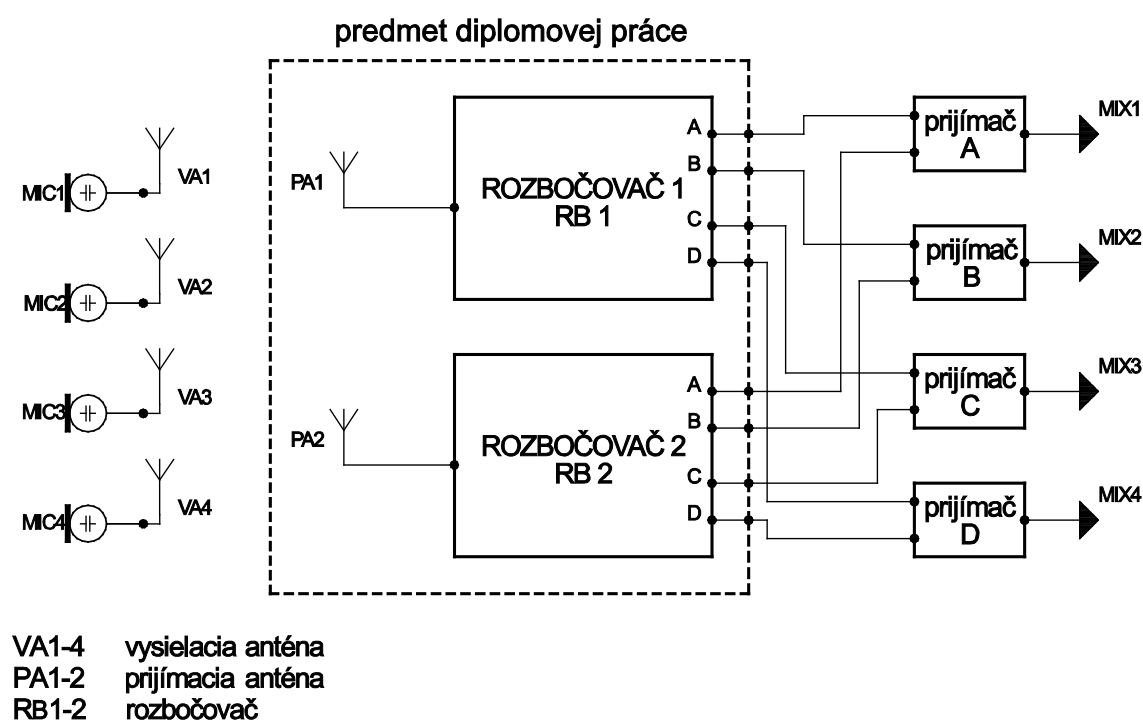 predmet diplomovej práce
MIC1
VA1
MIC2
VA2
MIC3
VA3
MIC4
VA4
PA1
ROZBOČOVAČ 1
RB 1
A
B
C
D
PA2
ROZBOČOVAČ 2
RB 2
A
B
C
D
prijímač
A
MIX1
prijímač
B
MIX2
prijímač
C
MIX3
prijímač
D
MIX4
VA1-4 vysielacia anténa
PA1-2 prijímacia anténa
RB1-2 rozbočovač